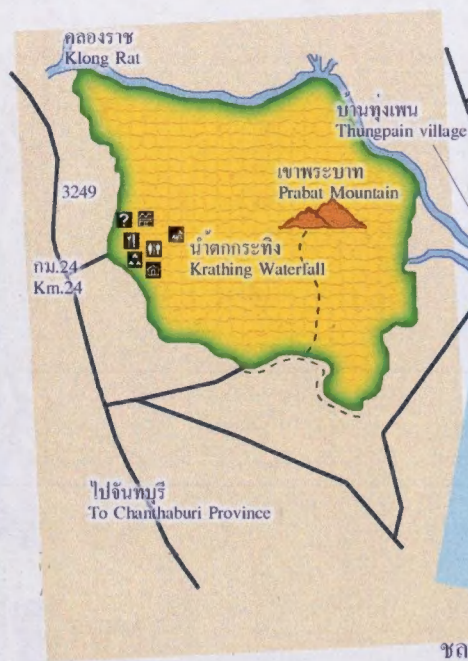 คลองราช
Klong Rat
บ้านทุ่งเพน
Thungpain village
เขาพระบาท
Prabat Mountain
3249
?
น้ำตกกระทิง
Krathing Waterfall
กม.24
Km.24
ไปจันทบุรี
To Chanthaburi Province